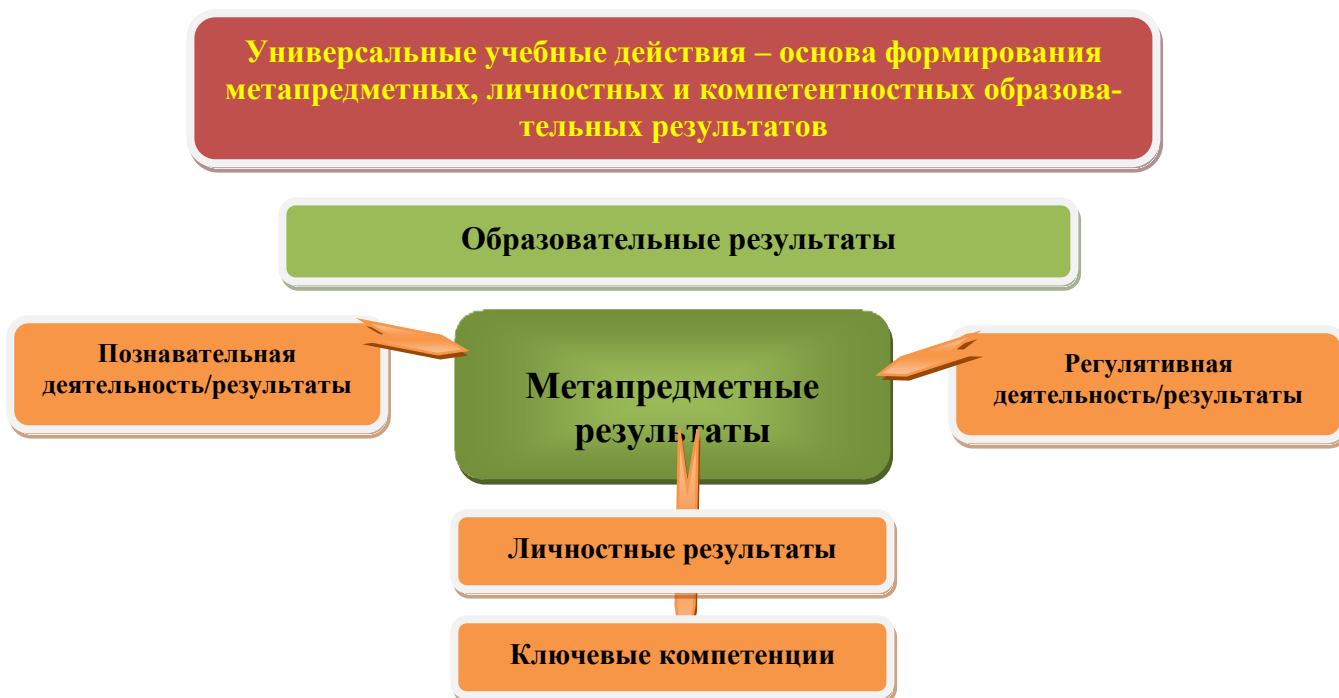 Универсальные учебные действия – основа формирования
метапредметных, личностных и компетентностных образова-
тельных результатов
Образовательные результаты
Познавательная
деятельность/результаты
Метапредметные
результаты
Регулятивная
деятельность/результаты
Личностные результаты
Ключевые компетенции